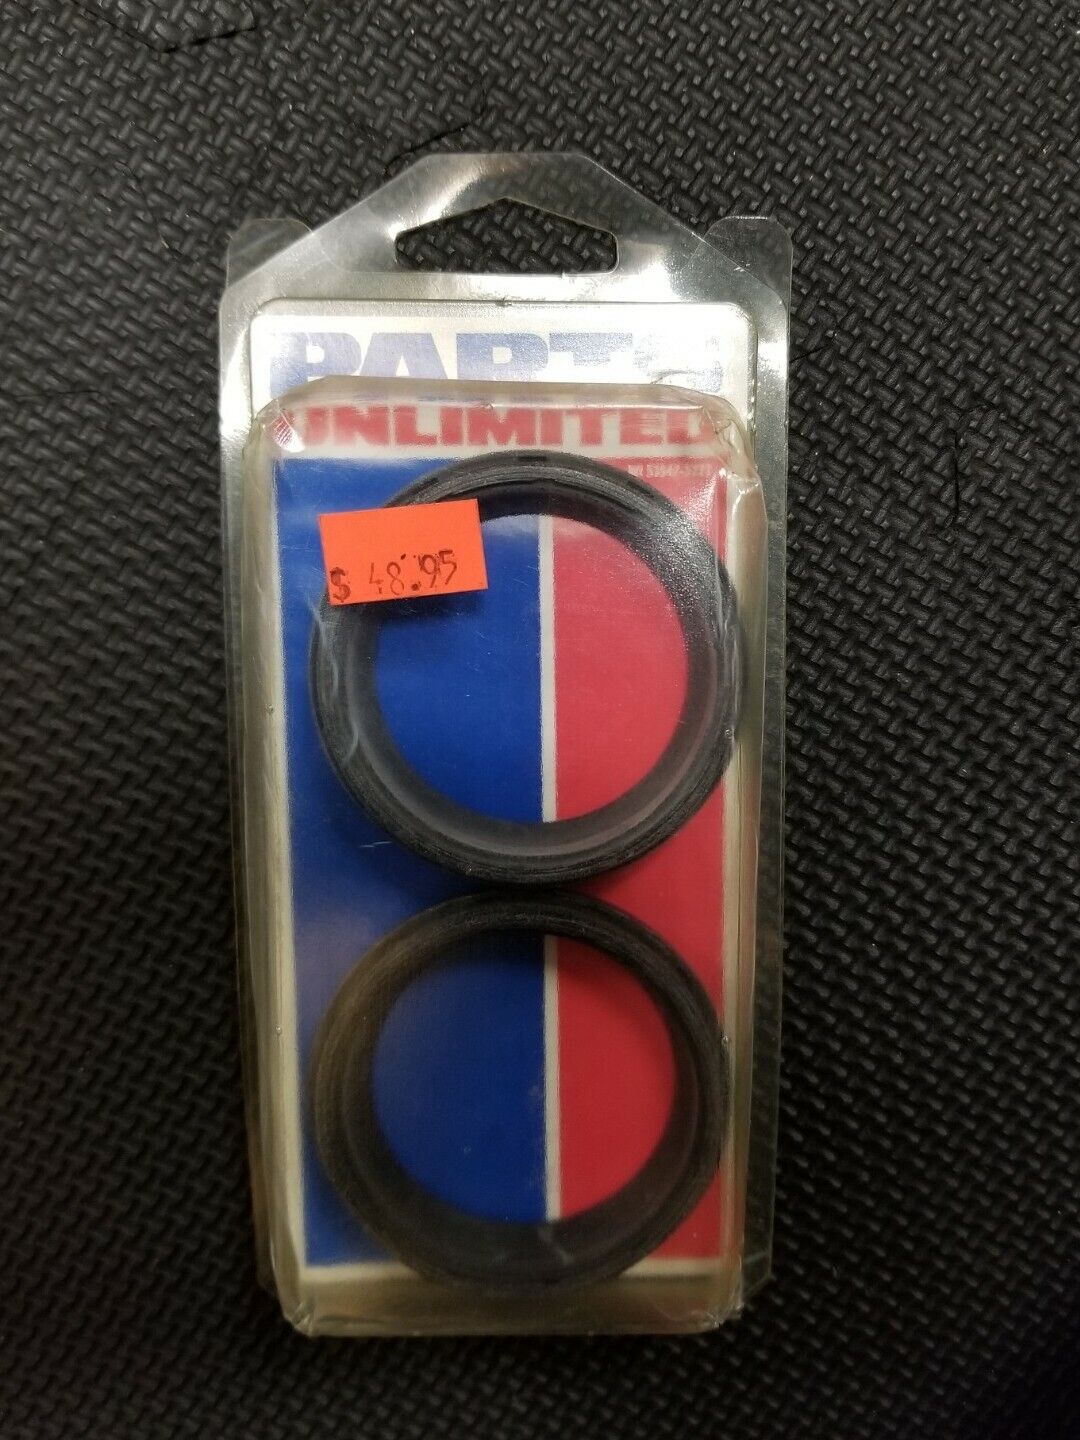 PARTS
UNLIMITED
$ 48.95